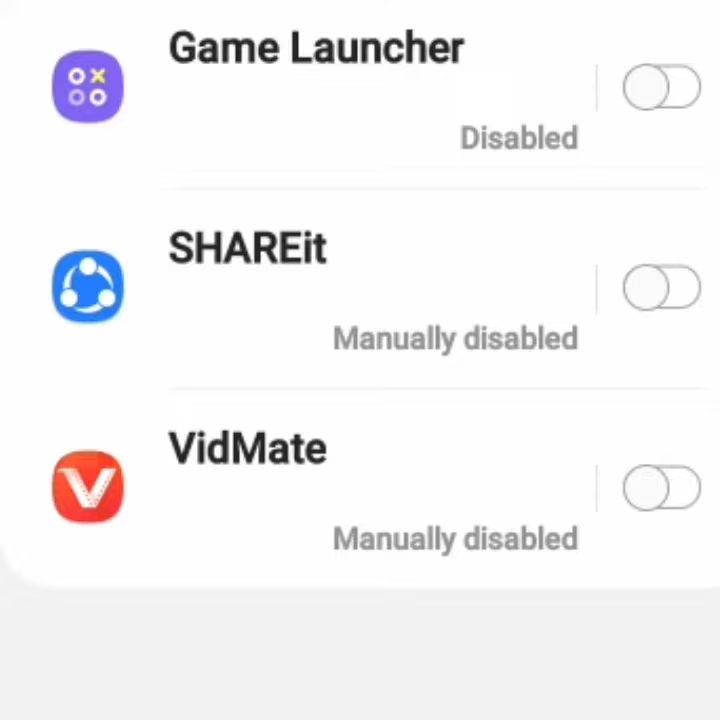 Game Launcher
Disabled
SHAREit
Manually disabled
VidMate
Manually disabled